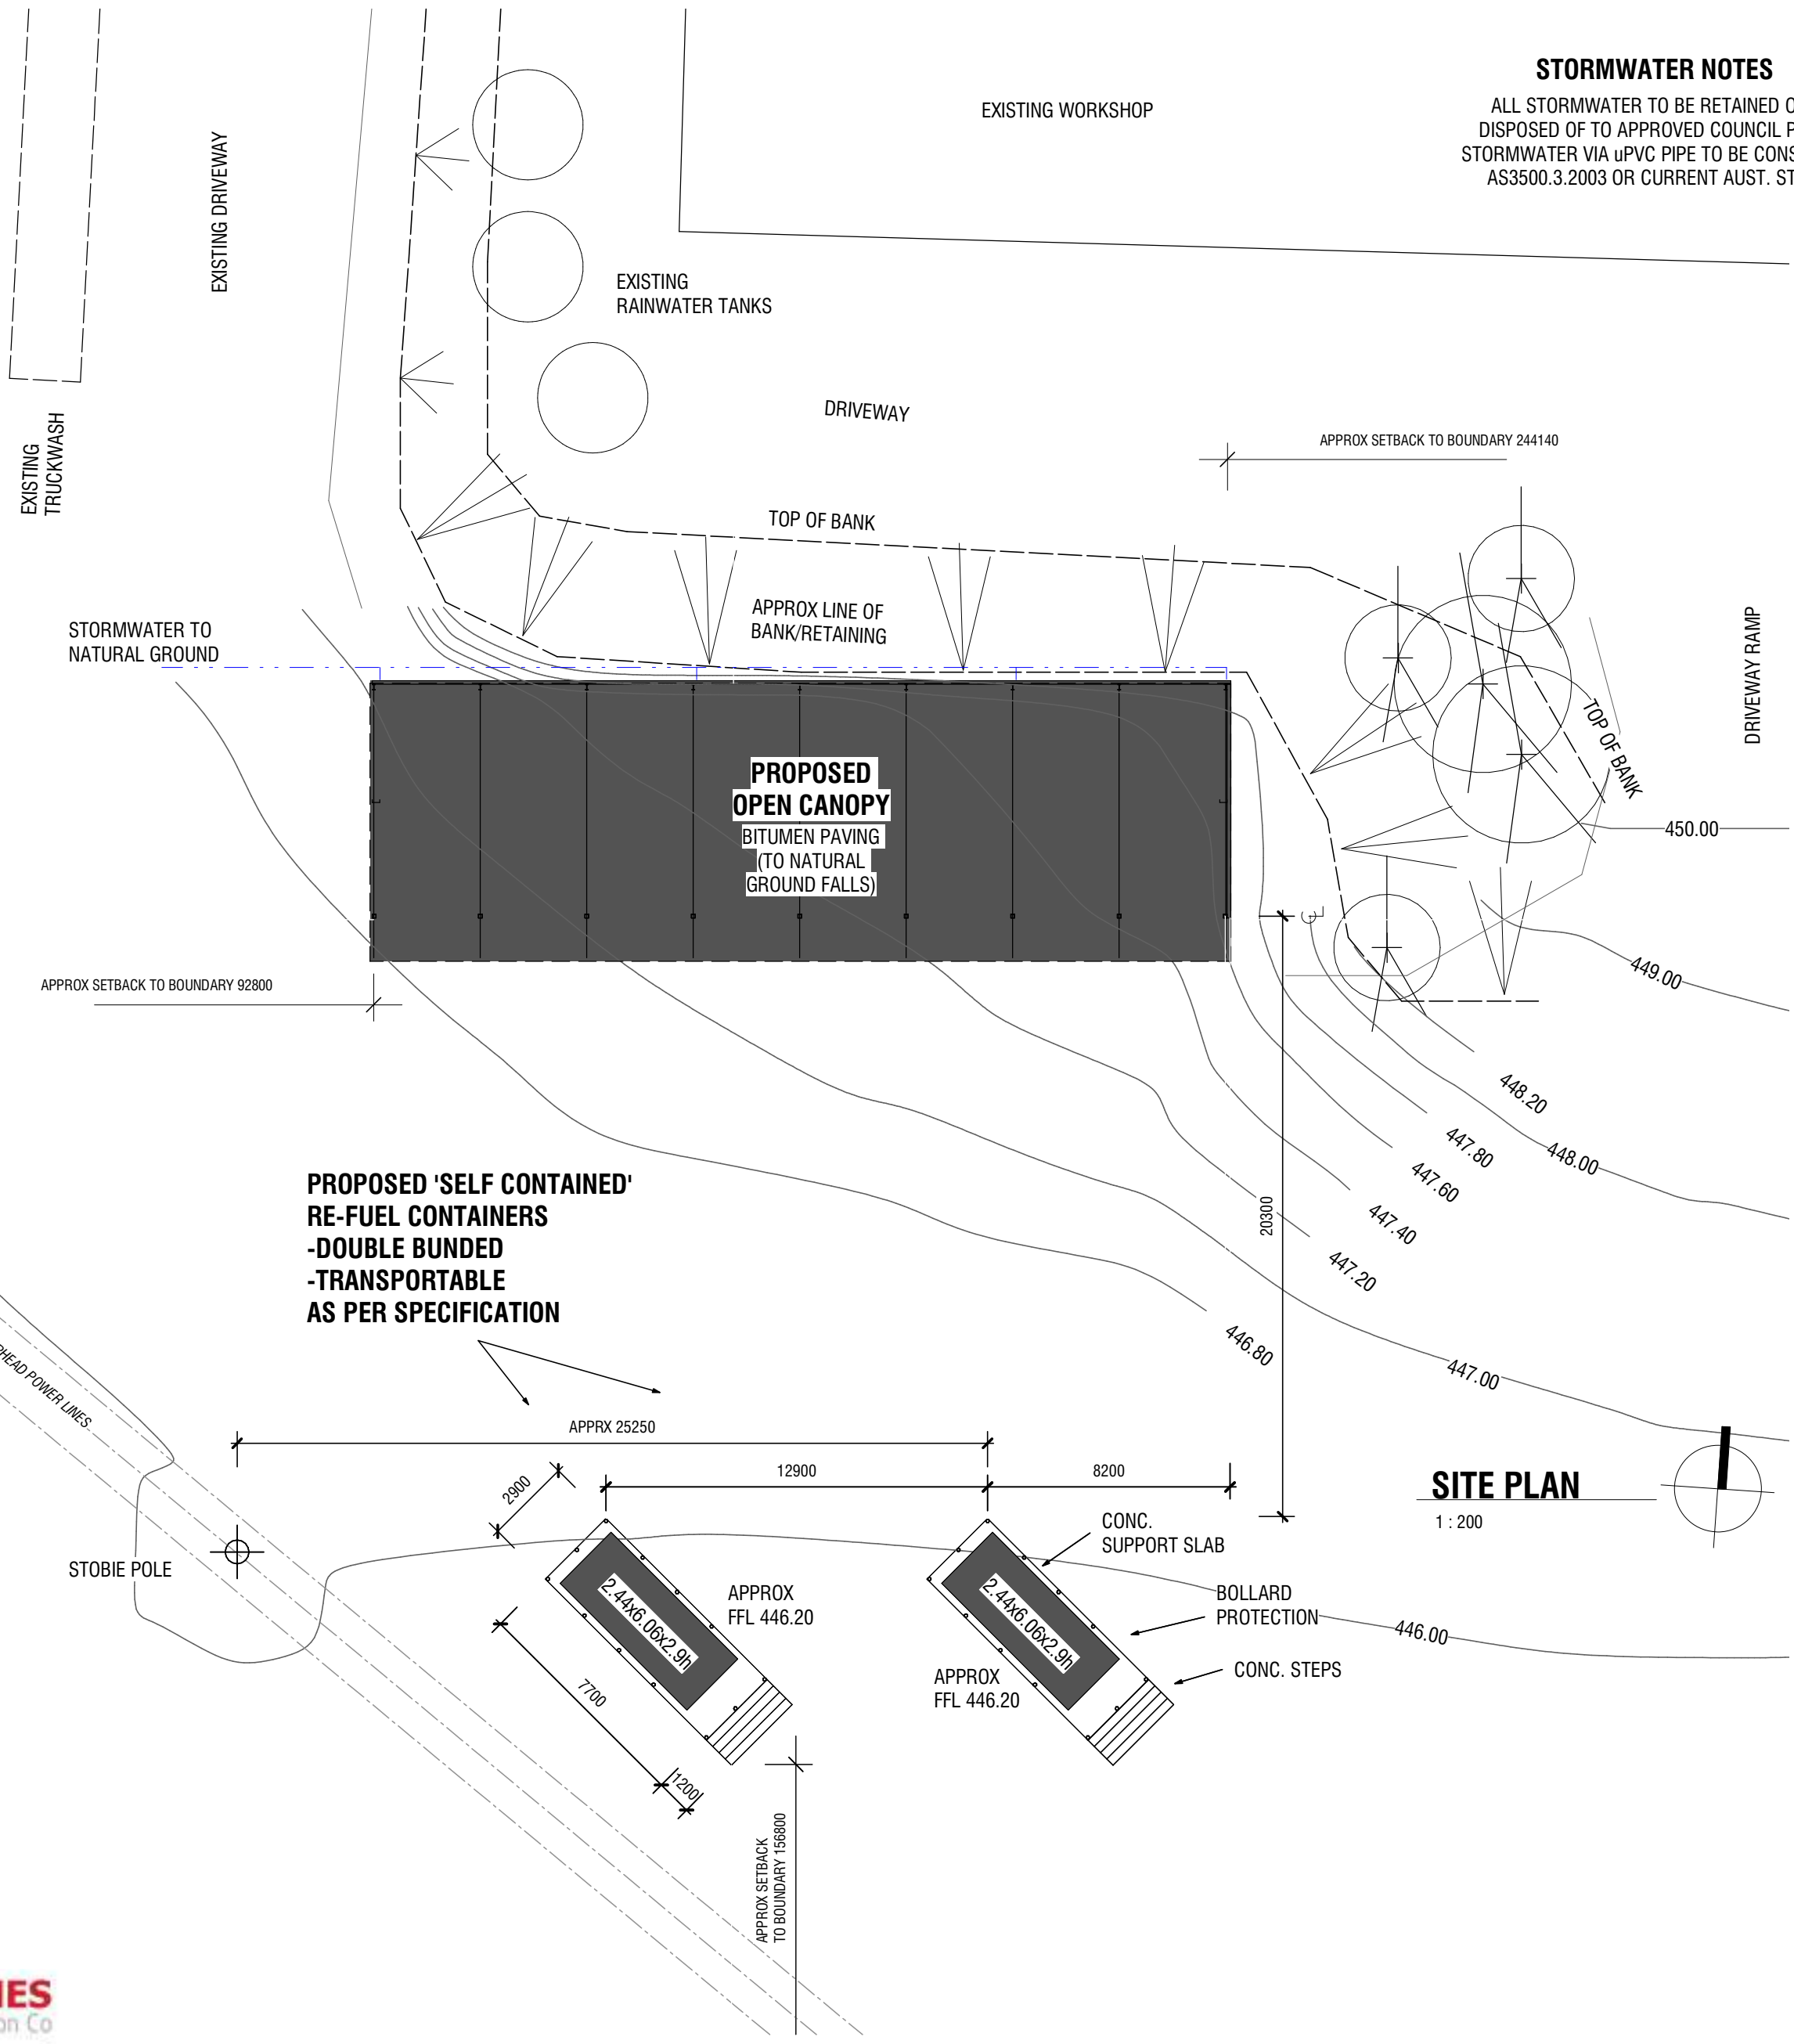 STORMWATER NOTES
ALL STORMWATER TO BE RETAINED
DISPOSED OF TO APPROVED COUNCIL
STORMWATER VIA uPVC PIPE TO BE
AS3500.3.2003 OR CURRENT AUST.
EXISTING WORKSHOP
EXISTING DRIVEWAY
EXISTING
RAINWATER TANKS
EXISTING
TRUCKWASH
DRIVEWAY
APPROX SETBACK TO BOUNDARY 244140
TOP OF BANK
APPROX LINE OF
BANK/RETAINING
STORMWATER TO
NATURAL GROUND
DRIVEWAY RAMP
TOP OF BANK
PROPOSED
OPEN CANOPY
BITUMEN PAVING
(TO NATURAL
GROUND FALLS)
450.00
449.00
APPROX SETBACK TO BOUNDARY 92800
448.20
447.80
448.00
447.60
447.40
447.20
446.80
447.00
20300
PROPOSED 'SELF CONTAINED'
RE-FUEL CONTAINERS
-DOUBLE BUNDED
-TRANSPORTABLE
AS PER SPECIFICATION
POWER LINES
APPRX 25250
12900
8200
2900
SITE PLAN
1 : 200
STOBIE POLE
CONC.
SUPPORT SLAB
BOLLARD
PROTECTION
CONC. STEPS
446.00
2.44x6.06x2.9h
APPROX
FFL 446.20
2.44x6.06x2.9h
APPROX
FFL 446.20
7700
1200
APPROX SETBACK
TO BOUNDARY 156800
Co